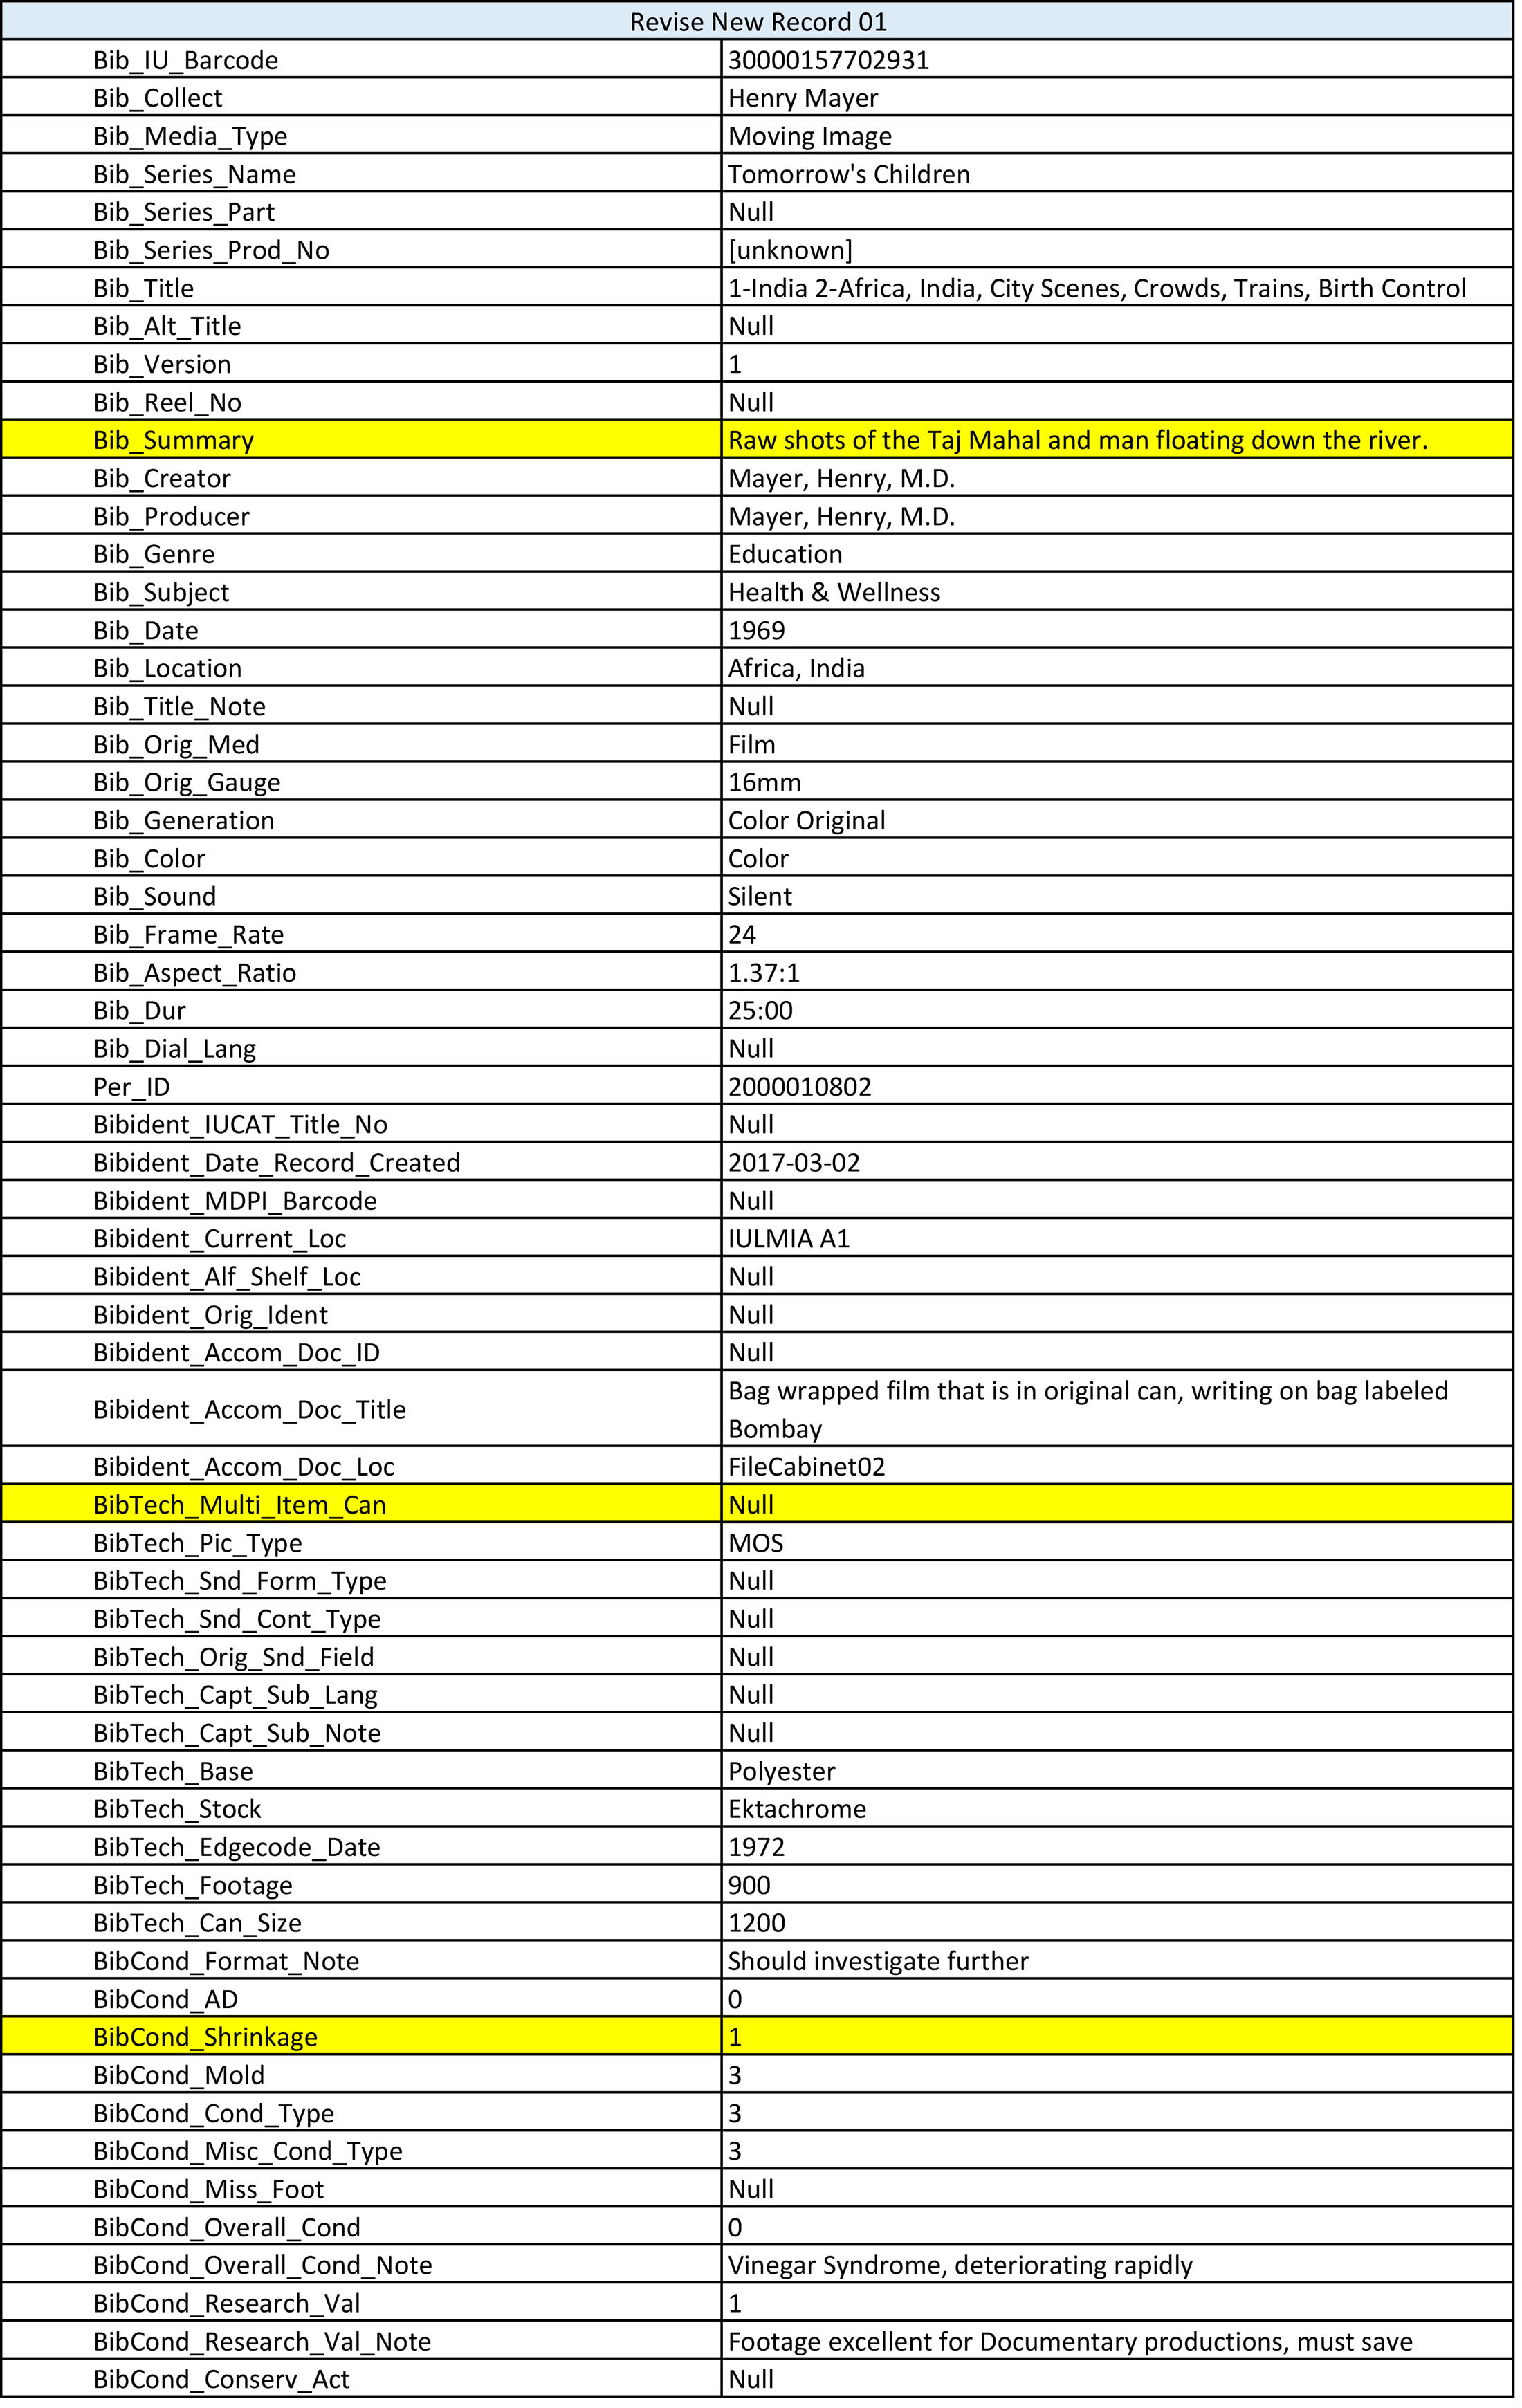 Revise New Record 01
Bib_IU_Barcode 30000157702931
Bib_Collect Henry Mayer
Bib_Media_Type Moving Image
Bib_Series_Name Tomorrow's Children
Bib_Series_Part Null
Bib_Series_Prod_No [unknown]
Bib_Title 1-India 2-Africa, India, City Scenes, Crowds, Trains, Birth Control
Bib_Alt_Title Null
Bib_Version 1
Bib_Reel_No Null
Bib_Summary Raw shots of the Taj Mahal and man floating down the river.
Bib_Creator Mayer, Henry, M.D.
Bib_Producer Mayer, Henry, M.D.
Bib_Genre Education
Bib_Subject Health & Wellness
Bib_Date 1969
Bib_Location Africa, India
Bib_Title_Note Null
Bib_Orig_Med Film
Bib_Orig_Gauge 16mm
Bib_Generation Color Original
Bib_Color Color
Bib_Sound Silent
Bib_Frame_Rate 24
Bib_Aspect_Ratio 1.37:1
Bib_Dur 25:00
Bib_Dial_Lang Null
Per_ID 2000010802
Bibident_IUCAT_Title_No Null
Bibident_Date_Record_Created 2017-03-02
Bibident_MDPI_Barcode Null
Bibident_Current_Loc IULMIA A1
Bibident_Alf_Shelf_Loc Null
Bibident_Orig_Ident Null
Bibident_Accom_Doc_ID Null
Bibident_Accom_Doc_Title Bag wrapped film that is in original can, writing on bag labeled
Bombay
Bibident_Accom_Doc_Loc FileCabinet02
BibTech_Multi_Item_Can Null
BibTech_Pic_Type MOS
BibTech_Snd_Form_Type Null
BibTech_Snd_Cont_Type Null
BibTech_Orig_Snd_Field Null
BibTech_Capt_Sub_Lang Null
BibTech_Capt_Sub_Note Null
BibTech_Base Polyester
BibTech_Stock Ektachrome
BibTech_Edgecode_Date 1972
BibTech_Footage 900
BibTech_Can_Size 1200
BibCond_Format_Note Should investigate further
BibCond_AD 0
BibCond_Shrinkage 1
BibCond_Mold 3
BibCond_Cond_Type 3
BibCond_Misc_Cond_Type 3
BibCond_Miss_Foot Null
BibCond_Overall_Cond 0
BibCond_Overall_Cond_Note Vinegar Syndrome, deteriorating rapidly
BibCond_Research_Val 1
BibCond_Research_Val_Note Footage excellent for Documentary productions, must save
BibCond_Conserv_Act Null